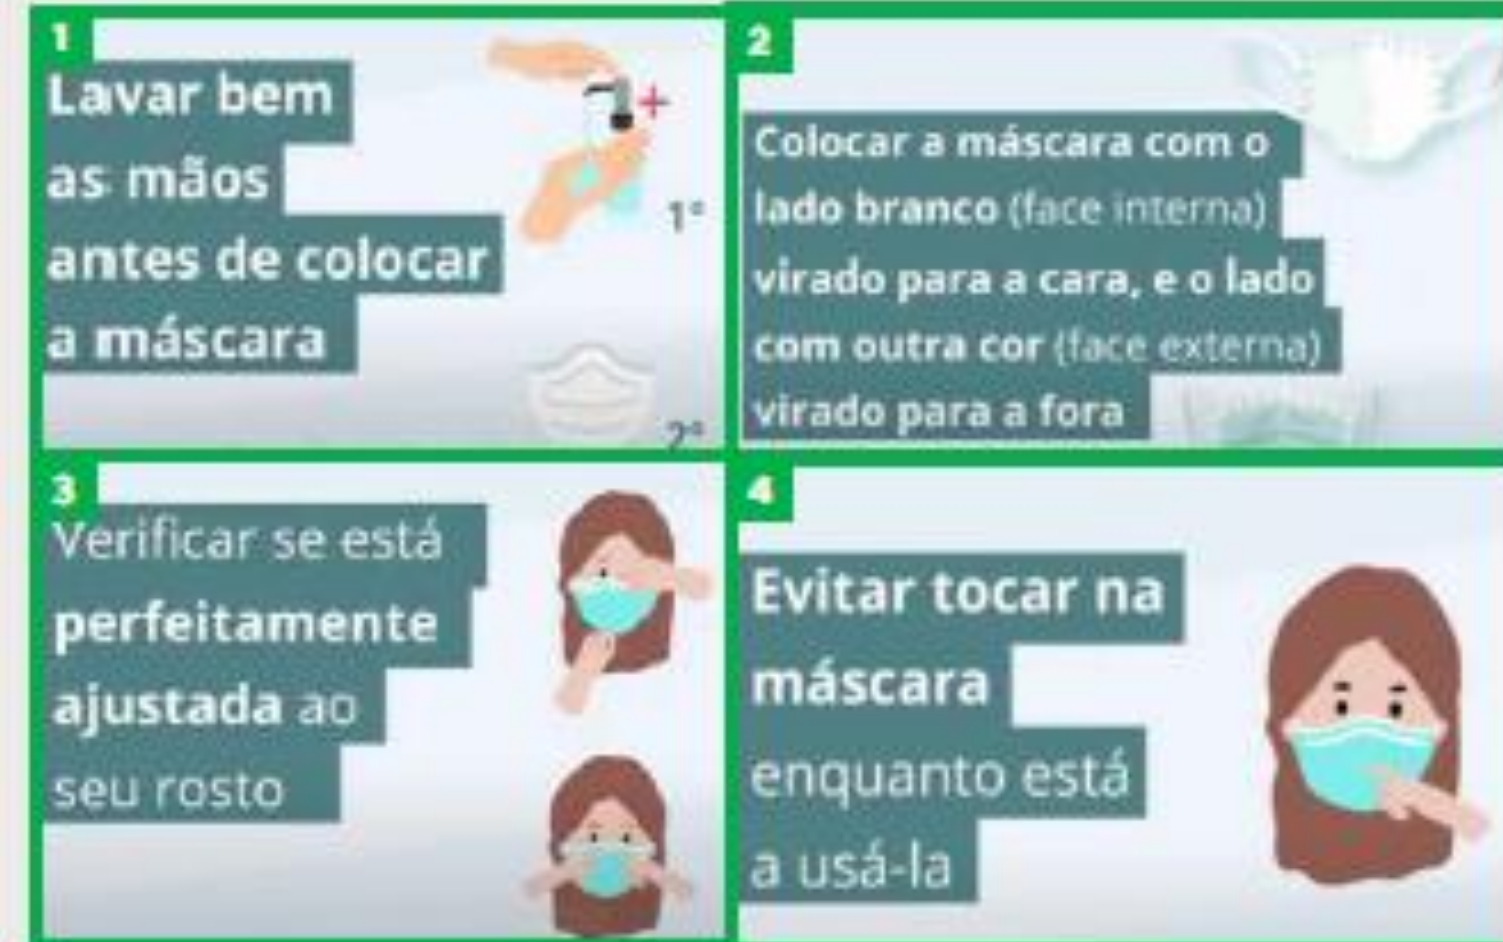 1
Lavar bem
as mãos
antes de colocar
a máscara
1º
2º
2
Colocar a máscara com o
lado branco (face interna)
virado para a cara, e o lado
com outra cor (face externa)
virado para a fora
3
Verificar se está
perfeitamente
ajustada ao
seu rosto
4
Evitar tocar na
máscara
enquanto está
a usá-la